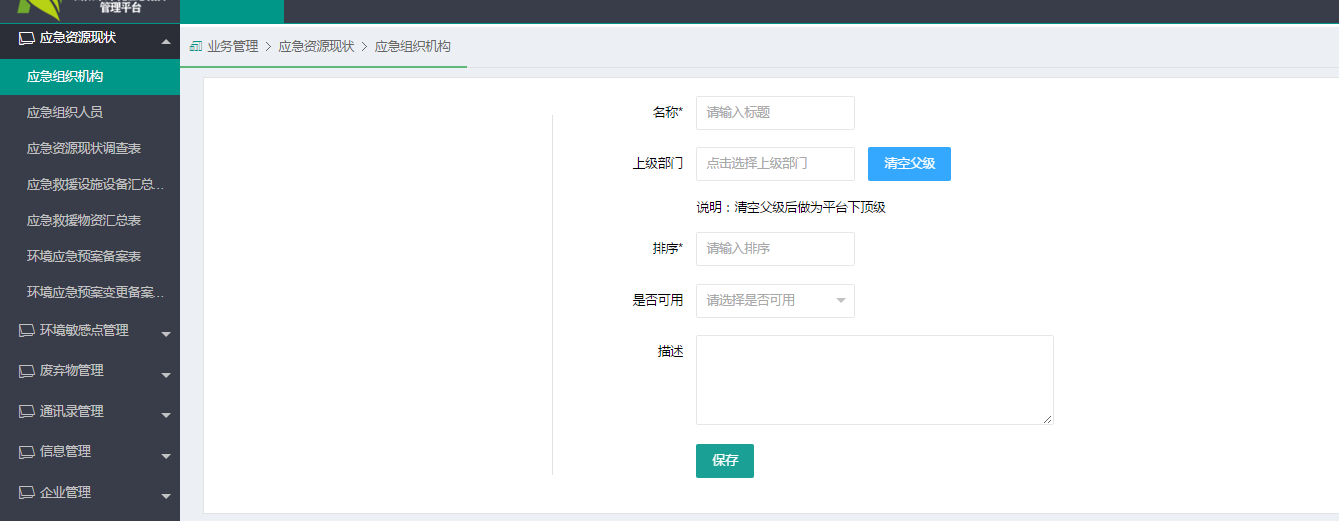 管理平台
应急资源现状
应急组织机构
应急组织人员
应急资源现状调查表
应急救援设施设备汇总...
应急救援物资汇总表
环境应急预案备案表
环境应急预案变更备案...
环境敏感点管理
废弃物管理
通讯录管理
信息管理
企业管理
业务管理 > 应急资源现状 > 应急组织机构
名称* 请输入标题
上级部门 点击选择上级部门 清空父级
说明：清空父级后做为平台下顶级
排序* 请输入排序
是否可用 请选择是否可用
描述
保存